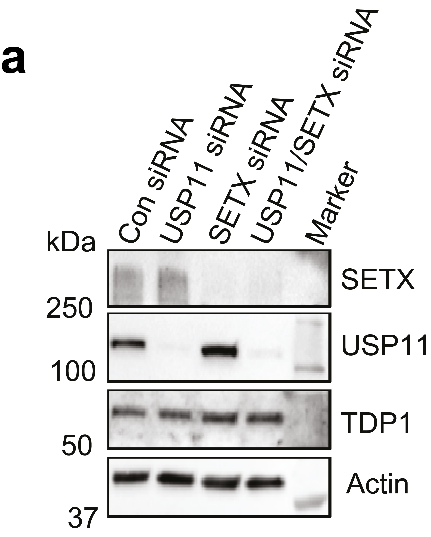 a
Con siRNA
USP11 siRNA
SETX siRNA
USP11/SETX siRNA
Marker
kDa
SETX
250
USP11
100
TDP1
50
Actin
37